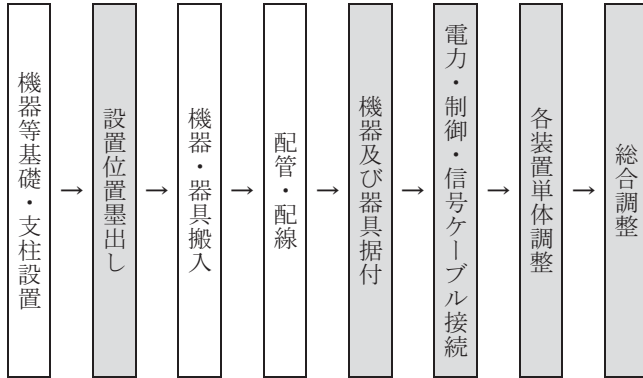 機器等基礎・支柱設置
→
設置位置墨出し
→
機器・器具搬入
→
配管・配線
→
機器及び器具据付
→
電力・制御・信号ケーブル接続
→
各装置単体調整
→
総合調整